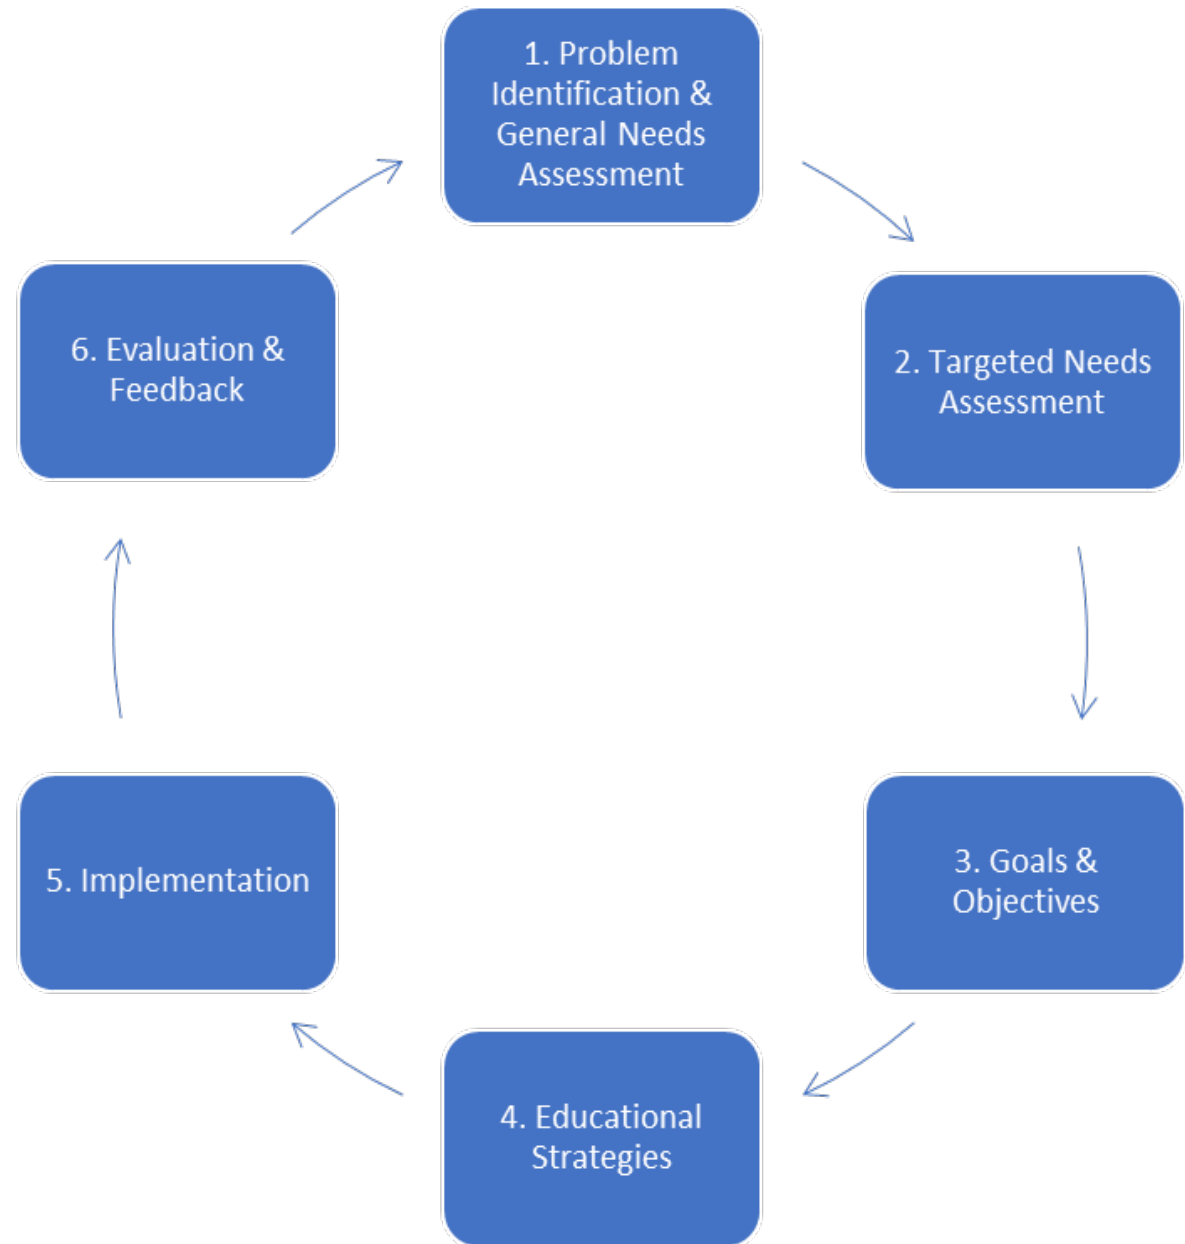 1. Problem
Identification &
General Needs
Assessment
2. Targeted Needs
Assessment
3. Goals &
Objectives
4. Educational
Strategies
5. Implementation
6. Evaluation &
Feedback